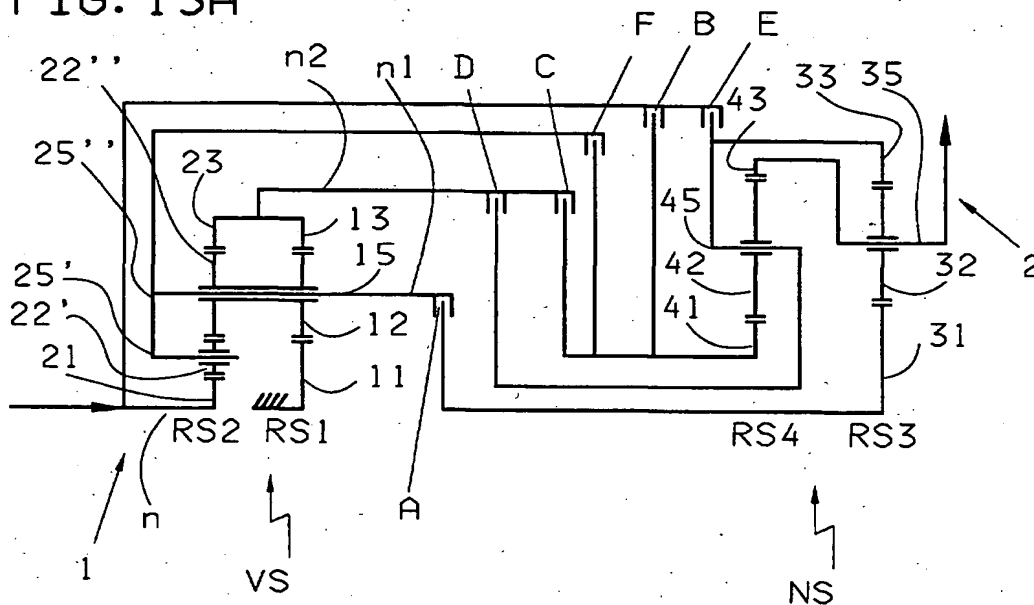 FIG. 13A
F B E
22'' n2 n1 D C 43 33 35
25'' 23
13 45
15
25' 42 32 2
22' 12 41 31
21 11
RS2 RS1 RS4 RS3
n A
1 VS NS